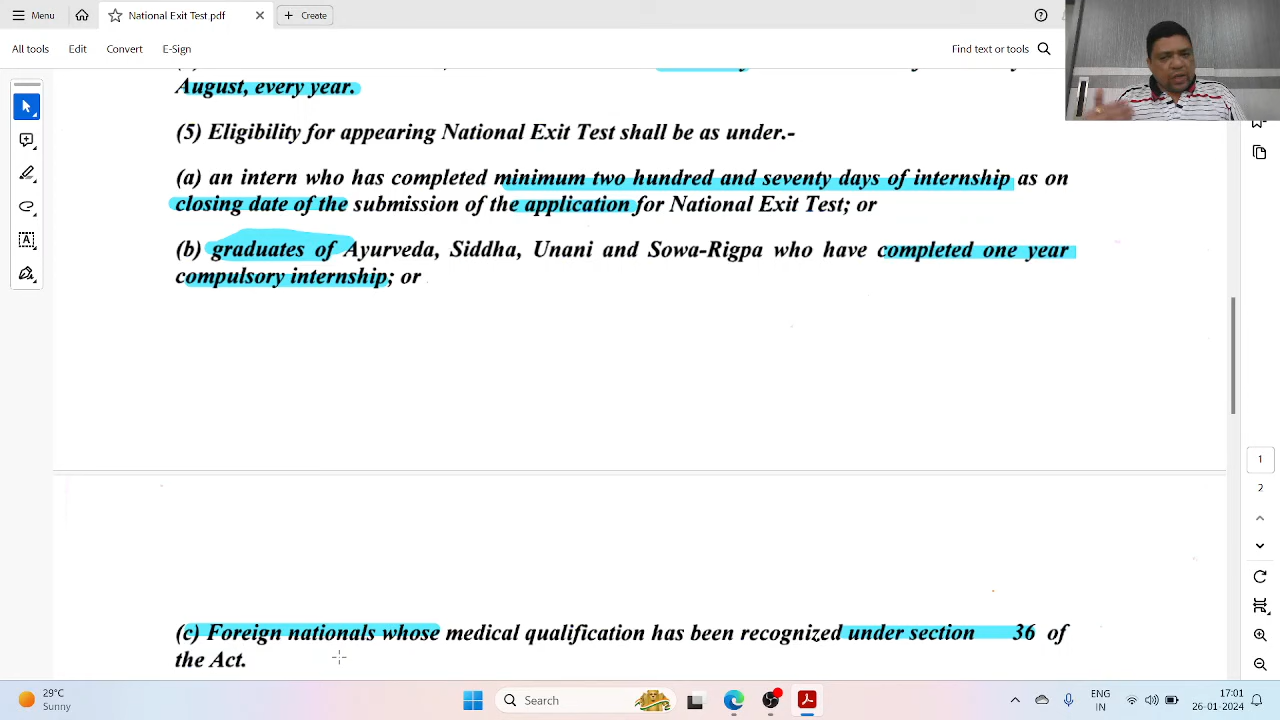 Menu
National Exit Test.pdf
Create
All tools
Edit
Convert
E-Sign
Find text or tools
August, every year.
(5) Eligibility for appearing National Exit Test shall be as under.-
(a) an intern who has completed minimum two hundred and seventy days of internship as on
closing date of the submission of the application for National Exit Test; or
(b) graduates of Ayurveda, Siddha, Unani and Sowa-Rigpa who have completed one year
compulsory internship; or
1
2
(c) Foreign nationals whose medical qualification has been recognized under section 36 of
the Act.
29°C
Sunny
Search
ENG
IN
17:01
26-01-2024